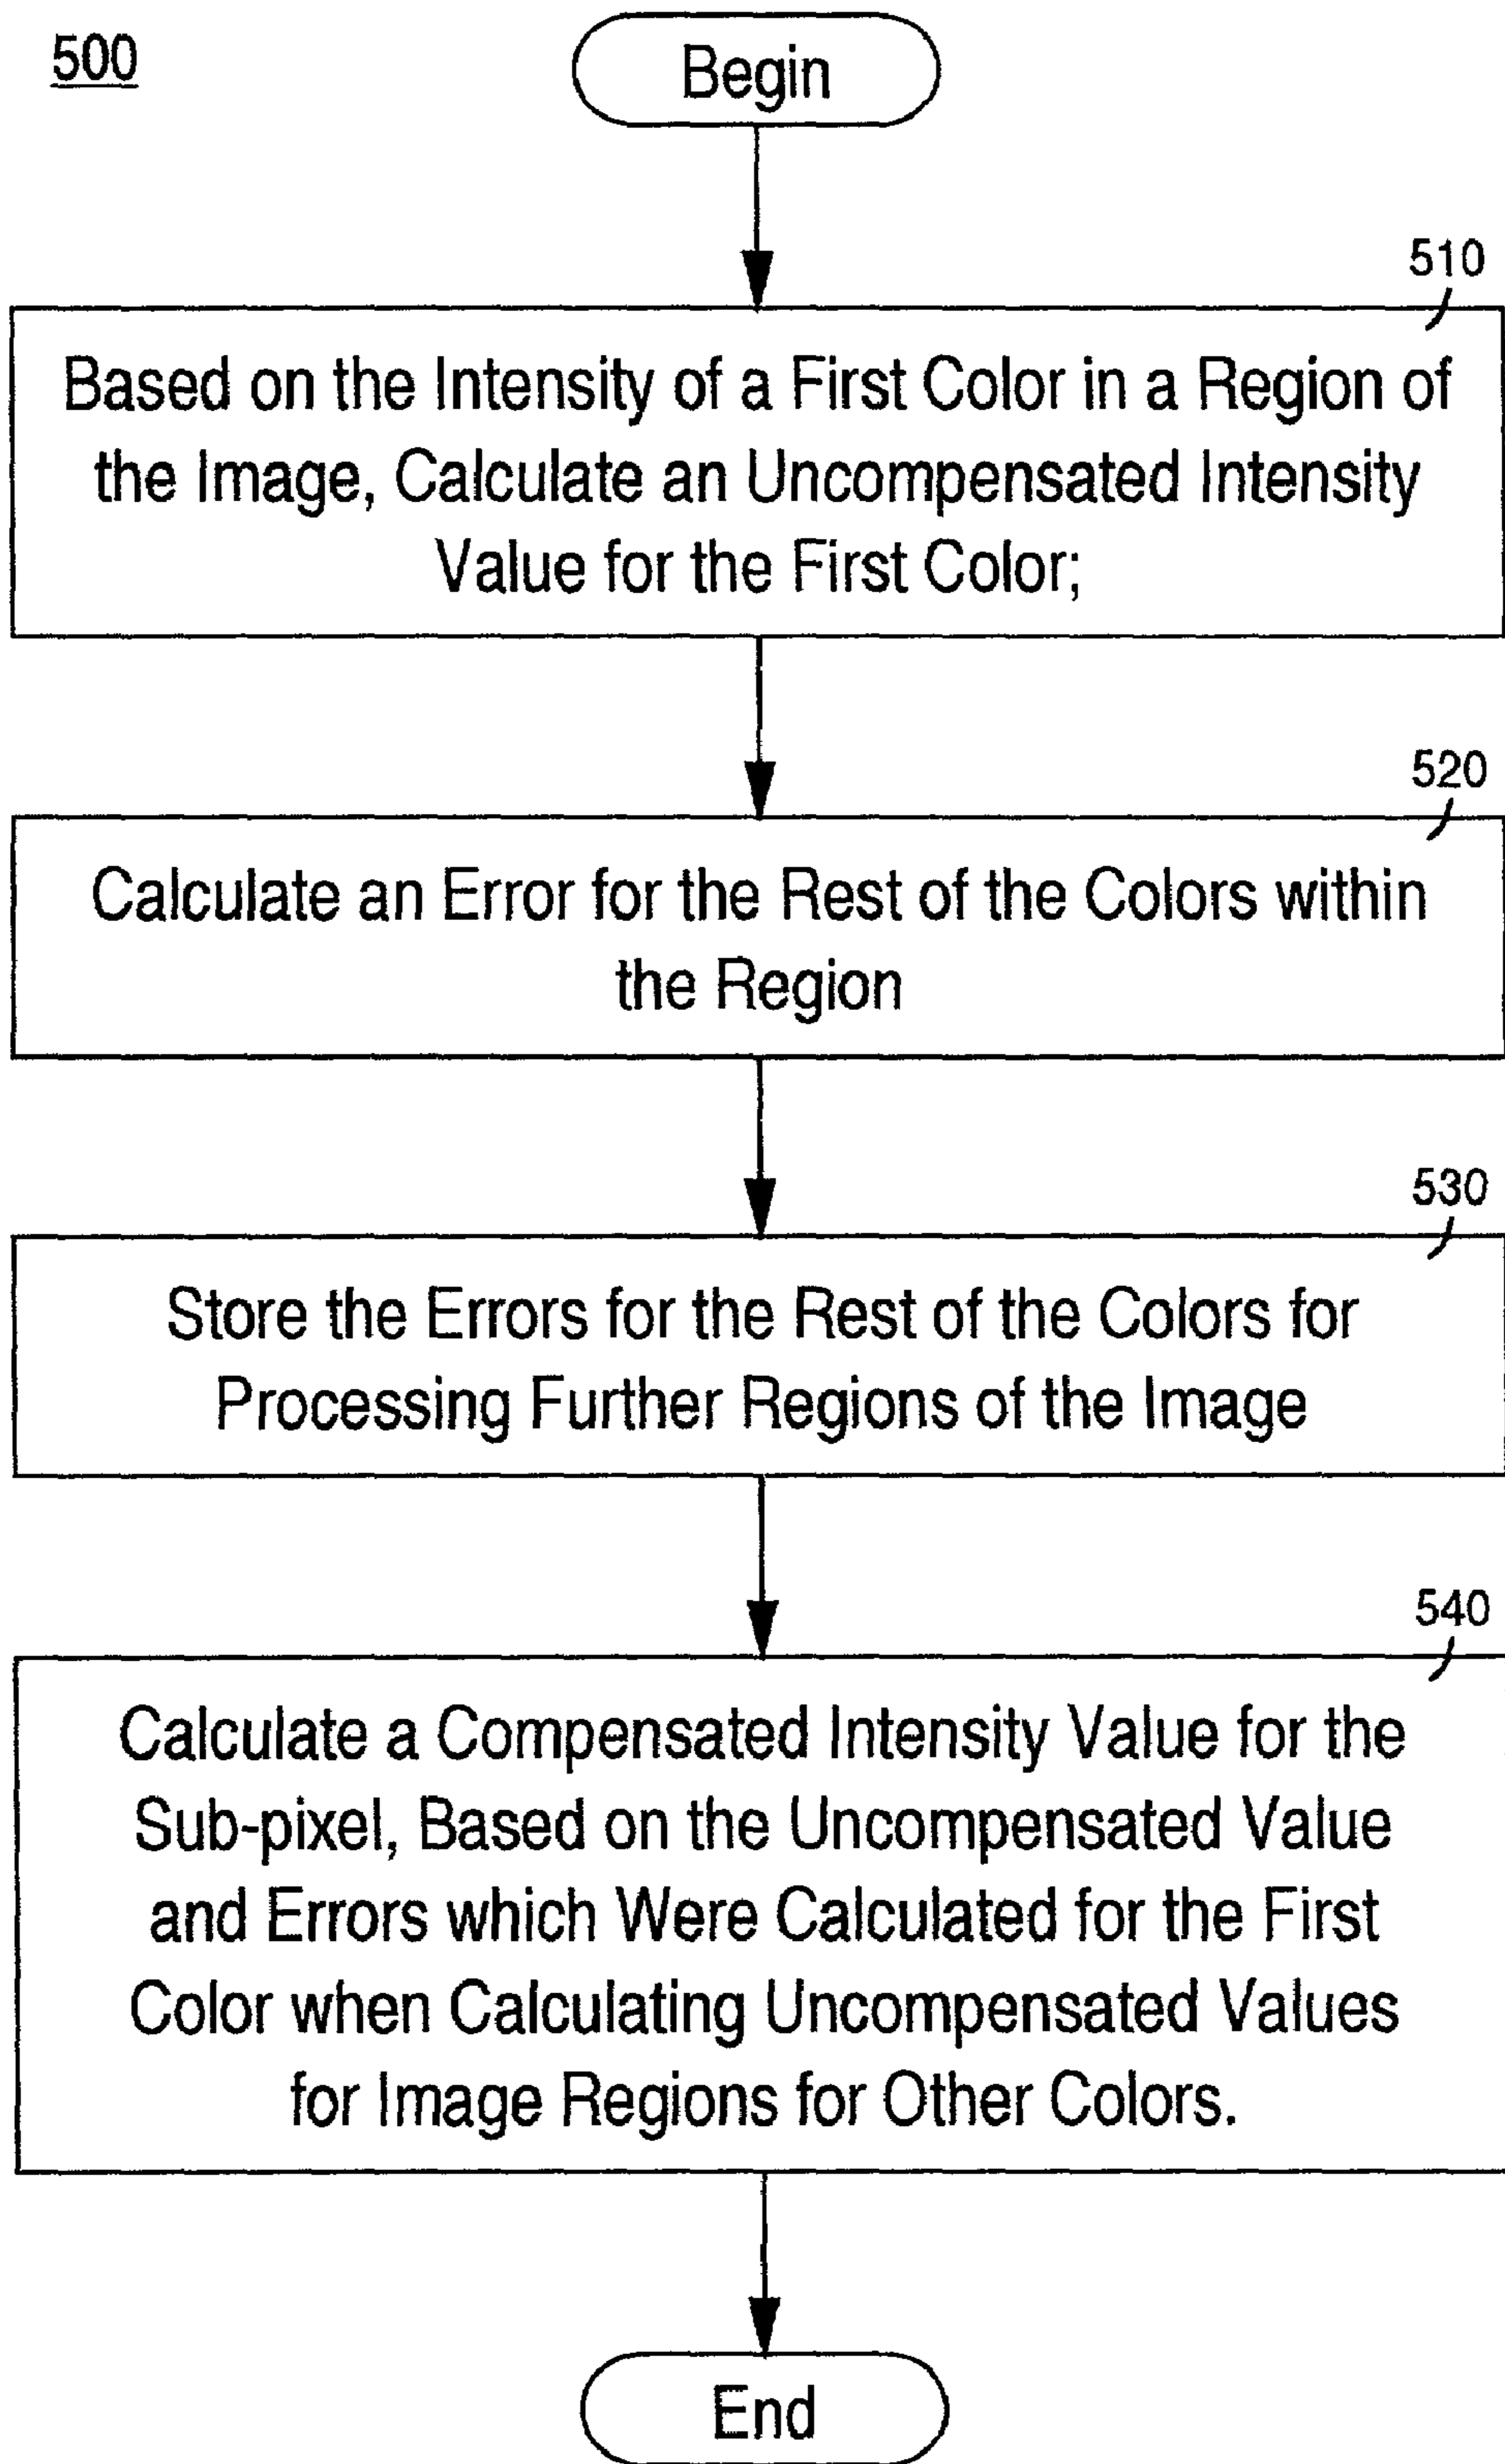 500
Begin
510
Based on the Intensity of a First Color in a Region of
the Image, Calculate an Uncompensated Intensity
Value for the First Color;
520
Calculate an Error for the Rest of the Colors within
the Region
530
Store the Errors for the Rest of the Colors for
Processing Further Regions of the Image
540
Calculate a Compensated Intensity Value for the
Sub-pixel, Based on the Uncompensated Value
and Errors which Were Calculated for the First
Color when Calculating Uncompensated Values
for Image Regions for Other Colors.
End